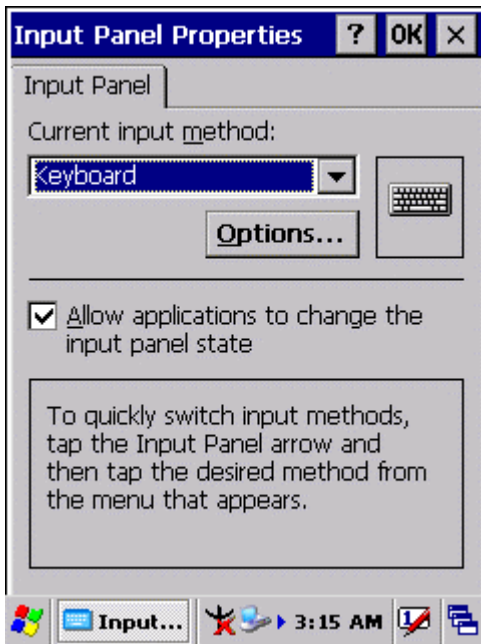 Input Panel Properties ? OK ×
Input Panel
Current input method:
Keyboard
Options...
Allow applications to change the
input panel state
To quickly switch input methods,
tap the Input Panel arrow and
then tap the desired method from
the menu that appears.
Input... 3:15 AM